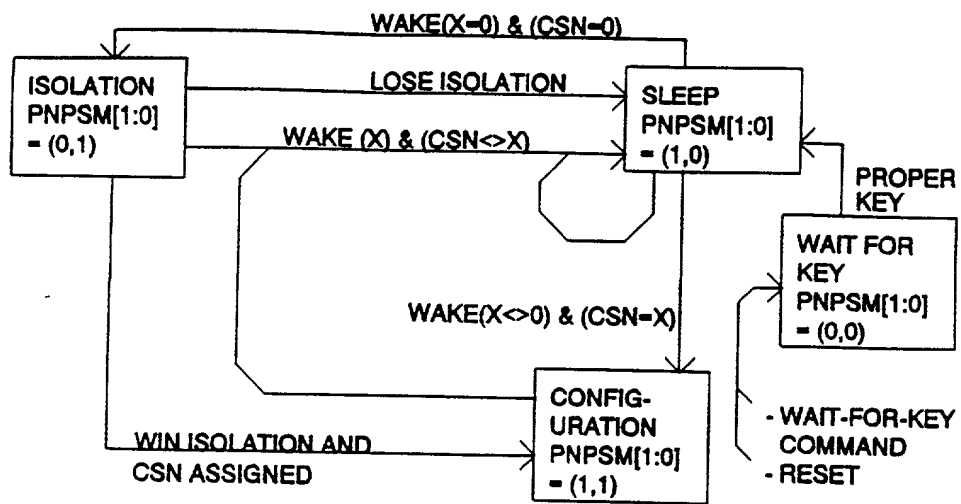 WAKE(X=0) & (CSN=0)
ISOLATION
PNPSM[1:0]
= (0,1)
LOSE ISOLATION
SLEEP
PNPSM[1:0]
= (1,0)
WAKE (X) & (CSN<>X)
PROPER
KEY
WAIT FOR
KEY
PNPSM[1:0]
= (0,0)
WAKE(X<>0) & (CSN=X)
CONFIG-
URATION
PNPSM[1:0]
= (1,1)
- WAIT-FOR-KEY
COMMAND
- RESET
WIN ISOLATION AND
CSN ASSIGNED